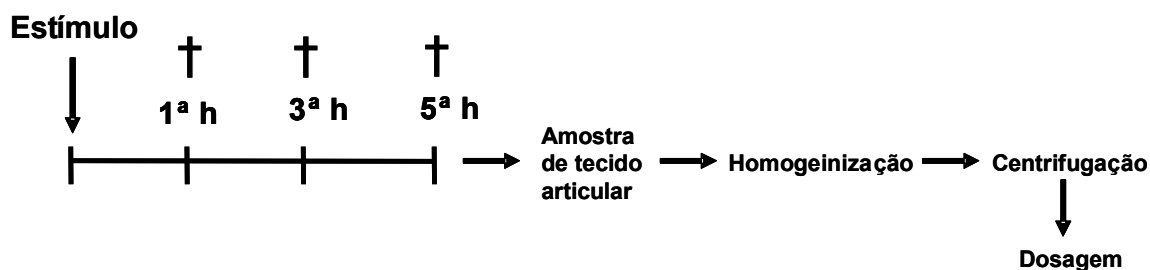 Estímulo
† † †
1ª h 3ª h 5ª h
Amostra
de tecido
articular
Homogeinização
Centrifugação
Dosagem